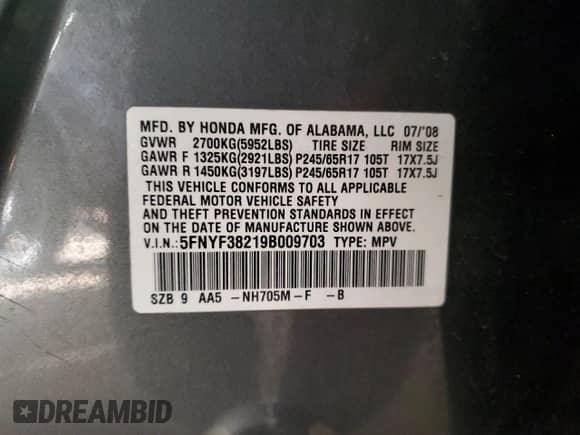 MFD. BY HONDA MFG. OF ALABAMA, LLC 07/'08
GVWR 2700KG(5952LBS) TIRE SIZE RIM SIZE
GAWR F 1325KG(2921LBS) P245/65R17 105T 17X7.5J
GAWR R 1450KG(3197LBS) P245/65R17 105T 17X7.5J
THIS VEHICLE CONFORMS TO ALL APPLICABLE
FEDERAL MOTOR VEHICLE SAFETY
AND THEFT PREVENTION STANDARDS IN EFFECT
ON THE DATE OF MANUFACTURE SHOWN ABOVE.
V.I.N.:5FNYF38219B009703 TYPE: MPV
SZB 9 AA5 -NH705M-F -B
DREAMBID